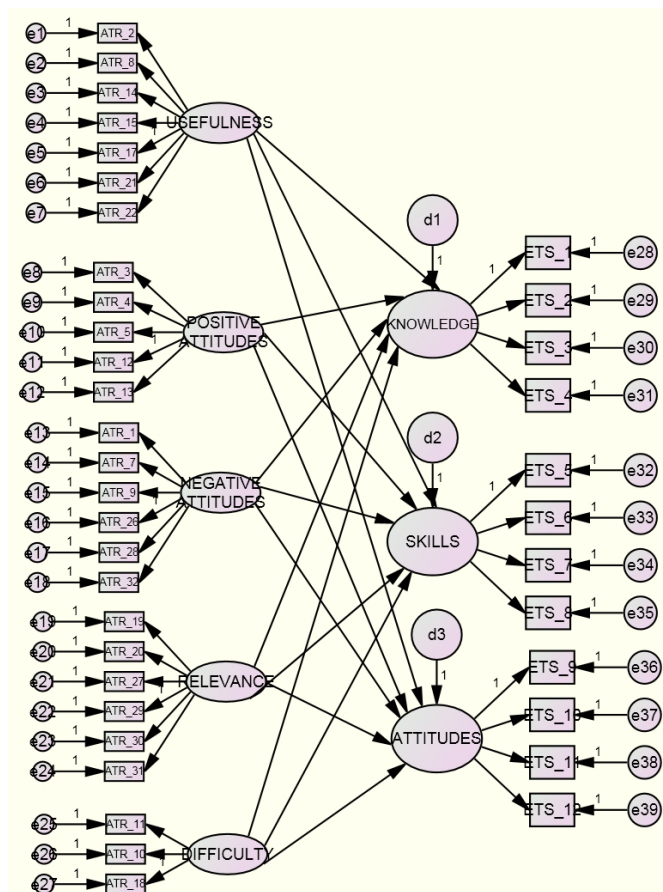 e1 1 ATR_2
e2 1 ATR_8
e3 1 ATR_14
e4 1 ATR_15
e5 1 ATR_17 1
e6 1 ATR_21
e7 1 ATR_22
USEFULNESS
e8 1 ATR_3
e9 1 ATR_4
e10 1 ATR_5
e11 1 ATR_12 1
e12 1 ATR_13
POSITIVE
ATTITUDES
e13 1 ATR_1
e14 1 ATR_7
e15 1 ATR_9
e16 1 ATR_26
e17 1 ATR_28
e18 1 ATR_32
NEGATIVE
ATTITUDES
e19 1 ATR_19
e20 1 ATR_20
e21 1 ATR_27
e22 1 ATR_29 1
e23 1 ATR_30
e24 1 ATR_31
RELEVANCE
e25 1 ATR_11
e26 1 ATR_10
e27 1 ATR_18 1
DIFFICULTY
d1
1
KNOWLEDGE
1 ETS_1 1 e28
ETS_2 1 e29
ETS_3 1 e30
ETS_4 1 e31
d2
1
SKILLS
1 ETS_5 1 e32
ETS_6 1 e33
ETS_7 1 e34
ETS_8 1 e35
d3
1
ATTITUDES
1 ETS_9 1 e36
ETS_10 1 e37
ETS_11 1 e38
ETS_12 1 e39